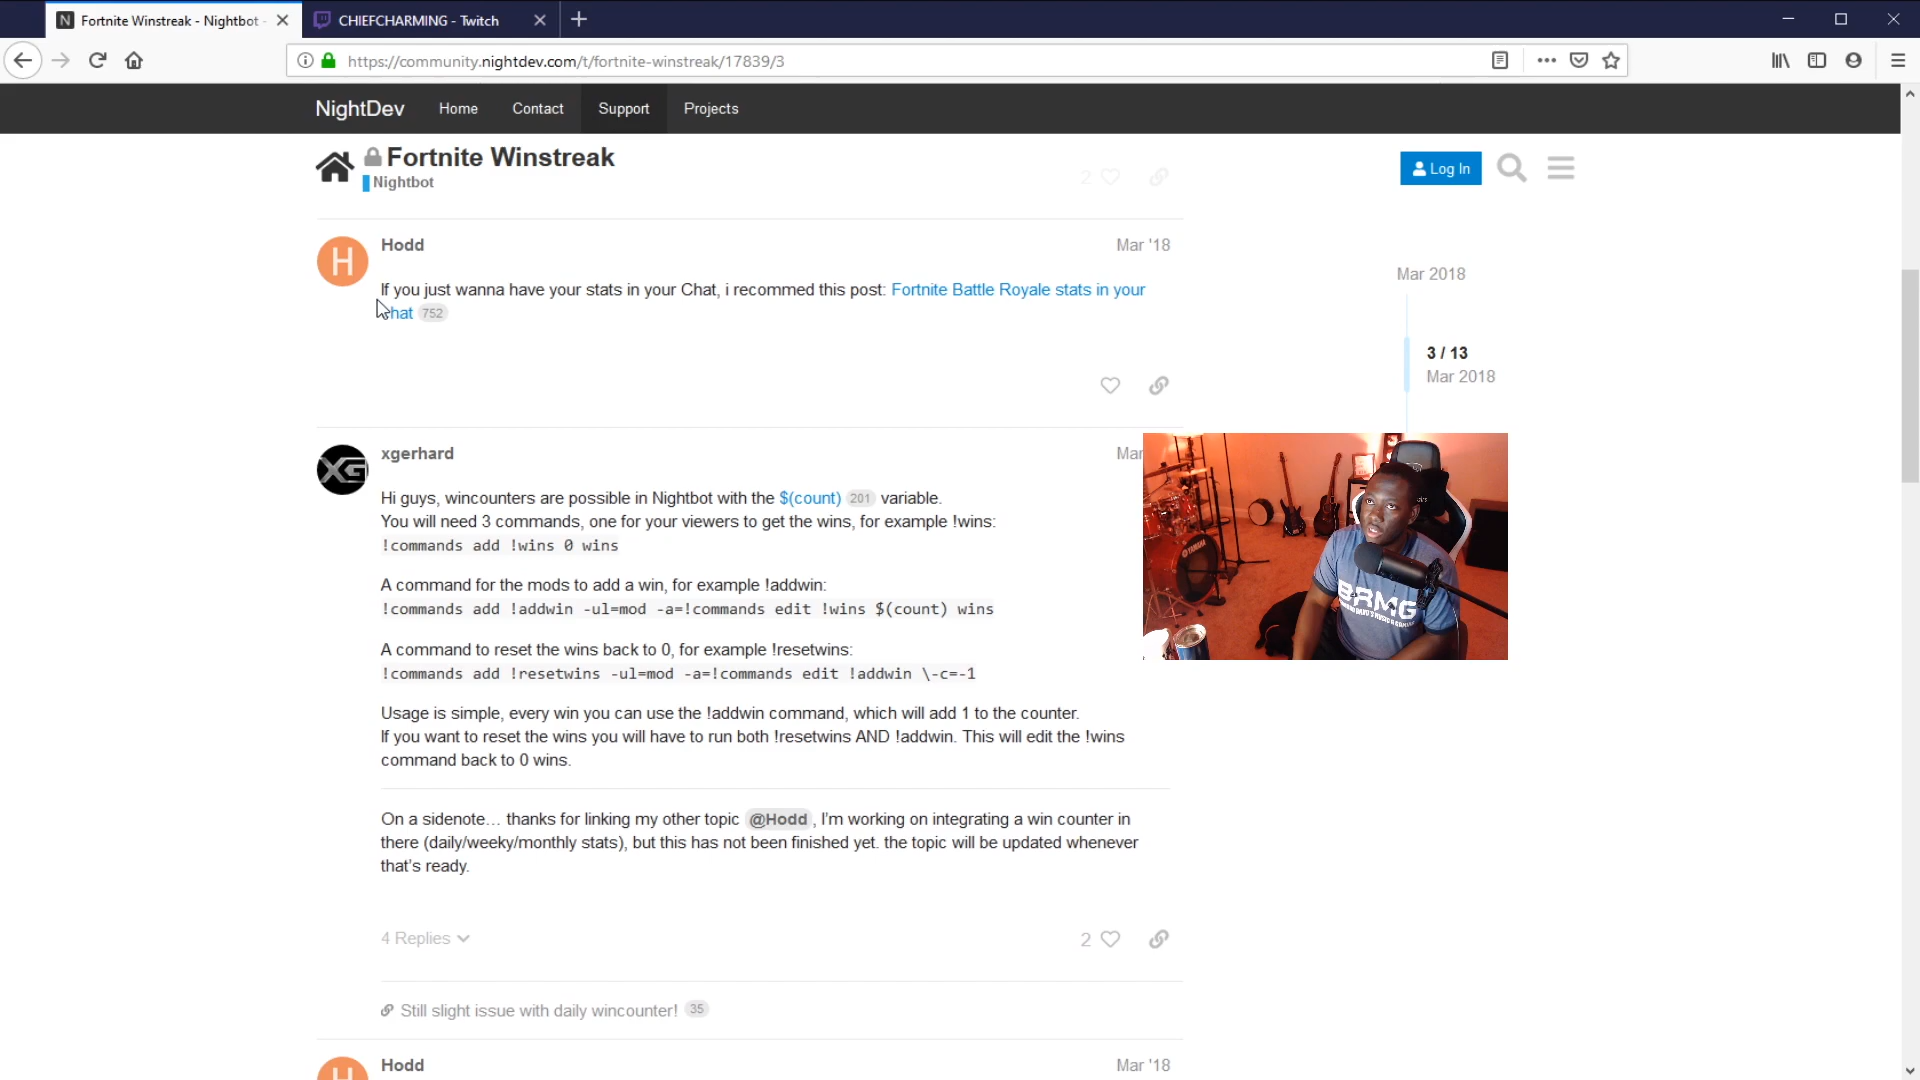 Fortnite Winstreak - Nightbot -
CHIEFCHARMING - Twitch
https://community.nightdev.com/t/fortnite-winstreak/17839/3
NightDev Home Contact Support Projects
Fortnite Winstreak
Nightbot
2
Log In
Hodd
Mar '18
If you just wanna have your stats in your Chat, i recommed this post: Fortnite Battle Royale stats in your
hat 752
Mar 2018
3 / 13
Mar 2018
xgerhard
Mar
XG
Hi guys, wincounters are possible in Nightbot with the $(count) 201 variable.
You will need 3 commands, one for your viewers to get the wins, for example !wins:
!commands add !wins 0 wins
A command for the mods to add a win, for example !addwin:
!commands add !addwin -ul=mod -a=!commands edit !wins $(count) wins
A command to reset the wins back to 0, for example !resetwins:
!commands add !resetwins -ul=mod -a=!commands edit !addwin \-c=-1
Usage is simple, every win you can use the !addwin command, which will add 1 to the counter.
If you want to reset the wins you will have to run both !resetwins AND !addwin. This will edit the !wins
command back to 0 wins.
On a sidenote… thanks for linking my other topic @Hodd , I'm working on integrating a win counter in
there (daily/weeky/monthly stats), but this has not been finished yet. the topic will be updated whenever
that's ready.
4 Replies
2
Still slight issue with daily wincounter! 35
Hodd
Mar '18
H
H
YAMAHA
BRMG